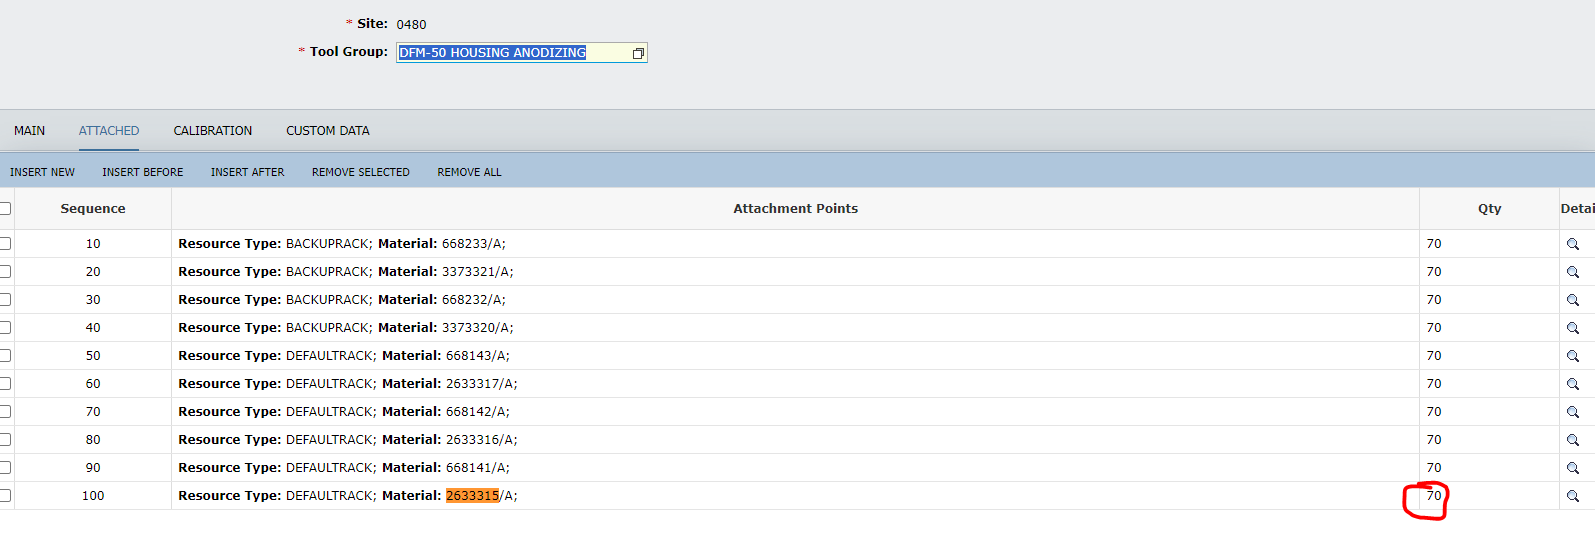 * Site: 0480
* Tool Group: DFM-50 HOUSING ANODIZING
MAIN ATTACHED CALIBRATION CUSTOM DATA
INSERT NEW INSERT BEFORE INSERT AFTER REMOVE SELECTED REMOVE ALL
Sequence Attachment Points Qty Detai
10 Resource Type: BACKUPRACK; Material: 668233/A; 70
20 Resource Type: BACKUPRACK; Material: 3373321/A; 70
30 Resource Type: BACKUPRACK; Material: 668232/A; 70
40 Resource Type: BACKUPRACK; Material: 3373320/A; 70
50 Resource Type: DEFAULTRACK; Material: 668143/A; 70
60 Resource Type: DEFAULTRACK; Material: 2633317/A; 70
70 Resource Type: DEFAULTRACK; Material: 668142/A; 70
80 Resource Type: DEFAULTRACK; Material: 2633316/A; 70
90 Resource Type: DEFAULTRACK; Material: 668141/A; 70
100 Resource Type: DEFAULTRACK; Material: 2633315/A; 70